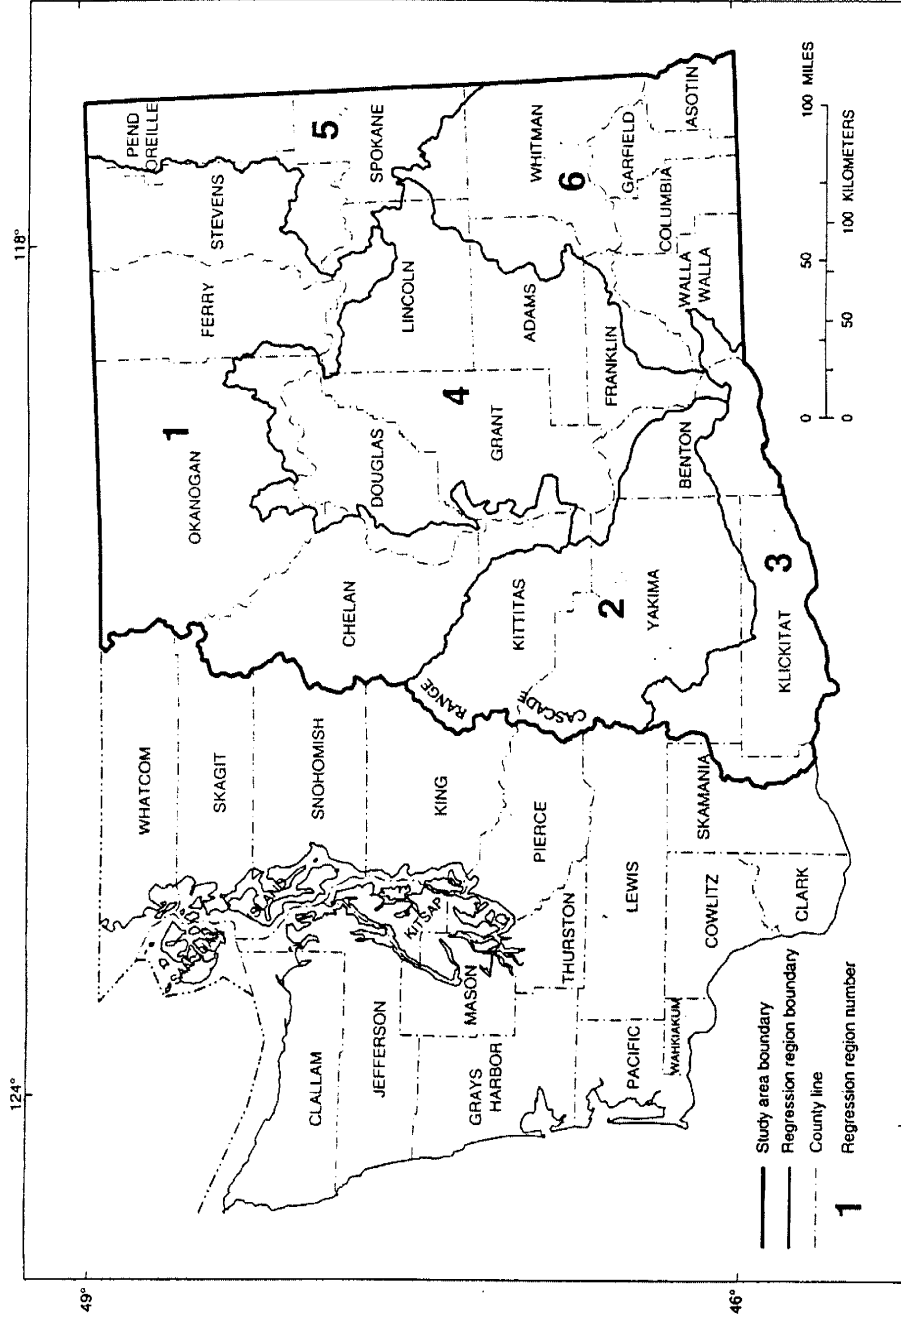 124°
118°
49°
46°
WHATCOM
SKAGIT
SNOHOMISH
ISLAND
SAN JUAN
CLALLAM
JEFFERSON
KITSAP
MASON
GRAYS
HARBOR
KING
PIERCE
THURSTON
LEWIS
PACIFIC
WAHKIAKUM
COWLITZ
CLARK
SKAMANIA
CASCADE
RANGE
OKANOGAN
1
CHELAN
KITTITAS
2
YAKIMA
3
KLICKITAT
DOUGLAS
4
GRANT
BENTON
FERRY
STEVENS
PEND
OREILLE
5
SPOKANE
LINCOLN
ADAMS
FRANKLIN
WHITMAN
6
GARFIELD
COLUMBIA
WALLA
WALLA
ASOTIN
0 50 100 MILES
0 50 100 KILOMETERS
Study area boundary
Regression region boundary
County line
1 Regression region number